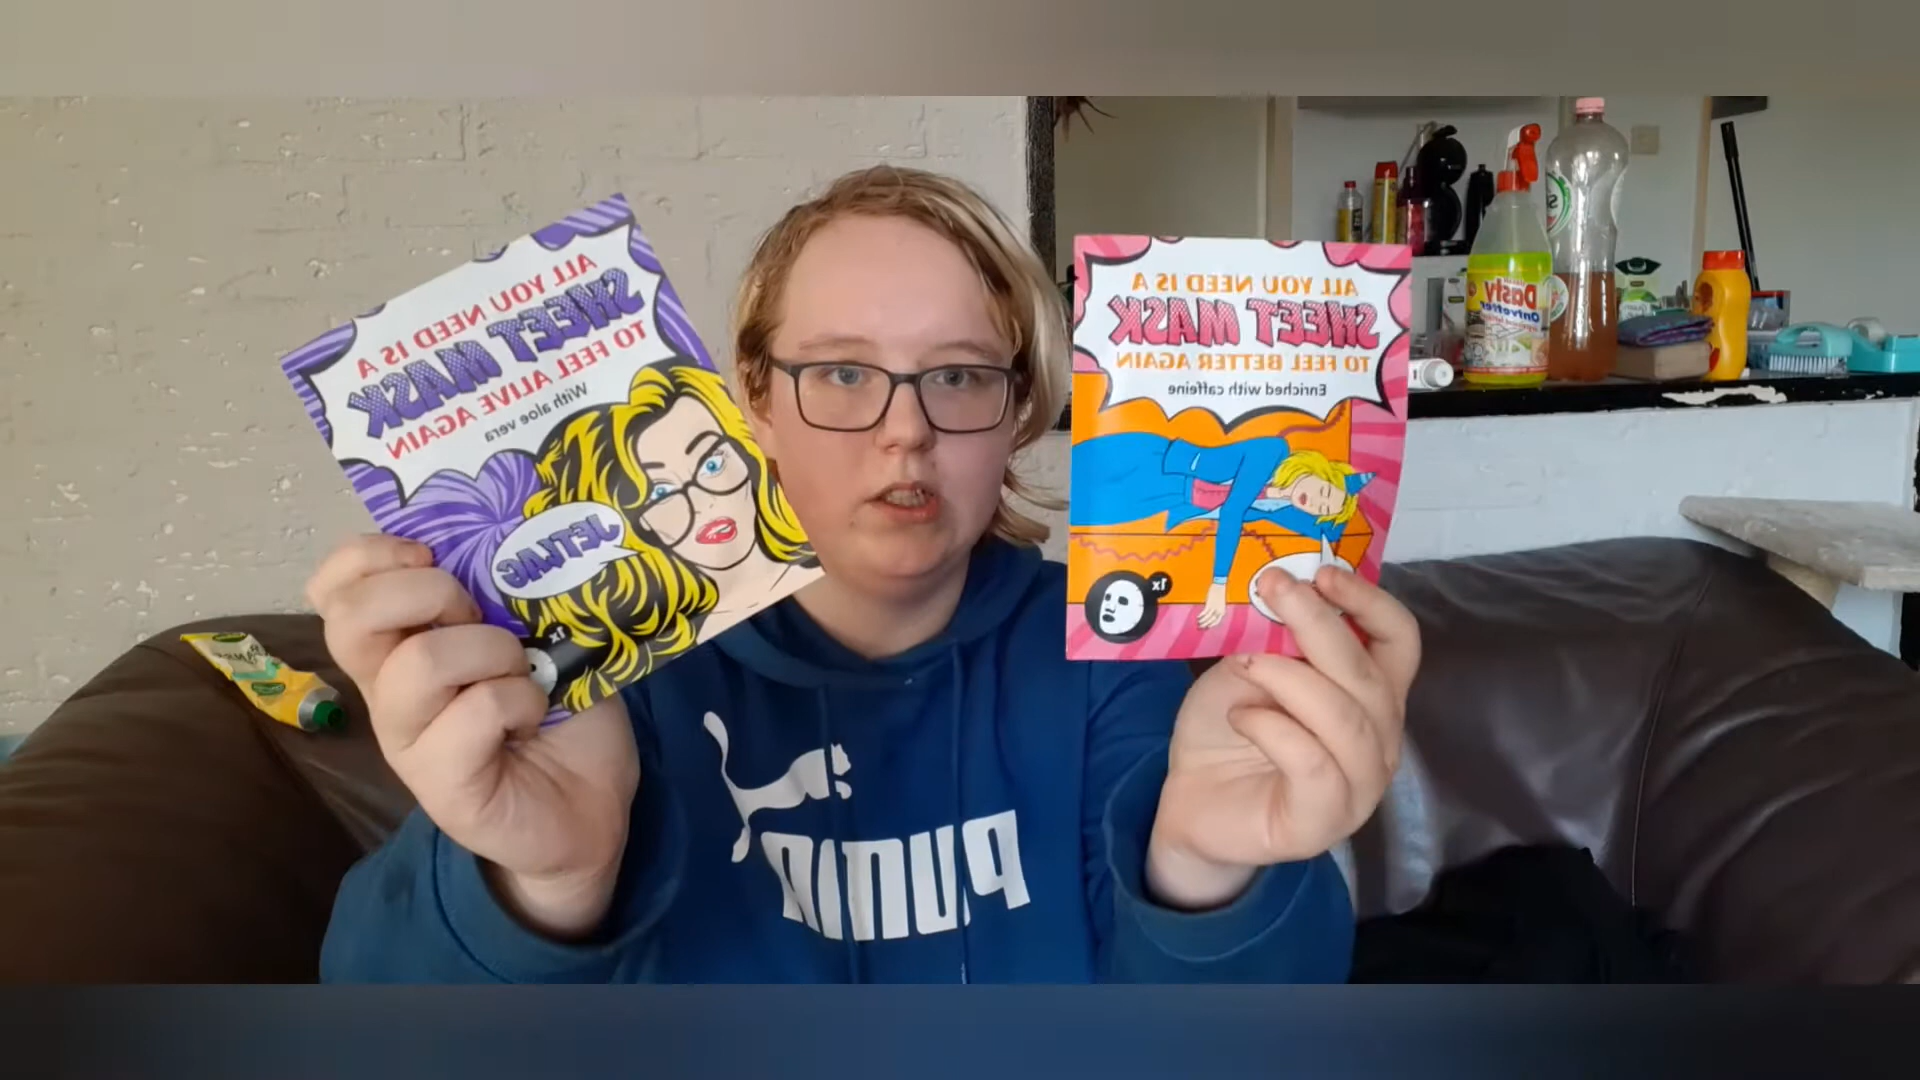 ALL YOU NEED IS A
SHEET MASK
TO FEEL ALIVE AGAIN
With aloe vera
JETLAG
1x
ALL YOU NEED IS A
SHEET MASK
TO FEEL BETTER AGAIN
Enriched with caffeine
1x
PUMA
Dasty
Ontvetter